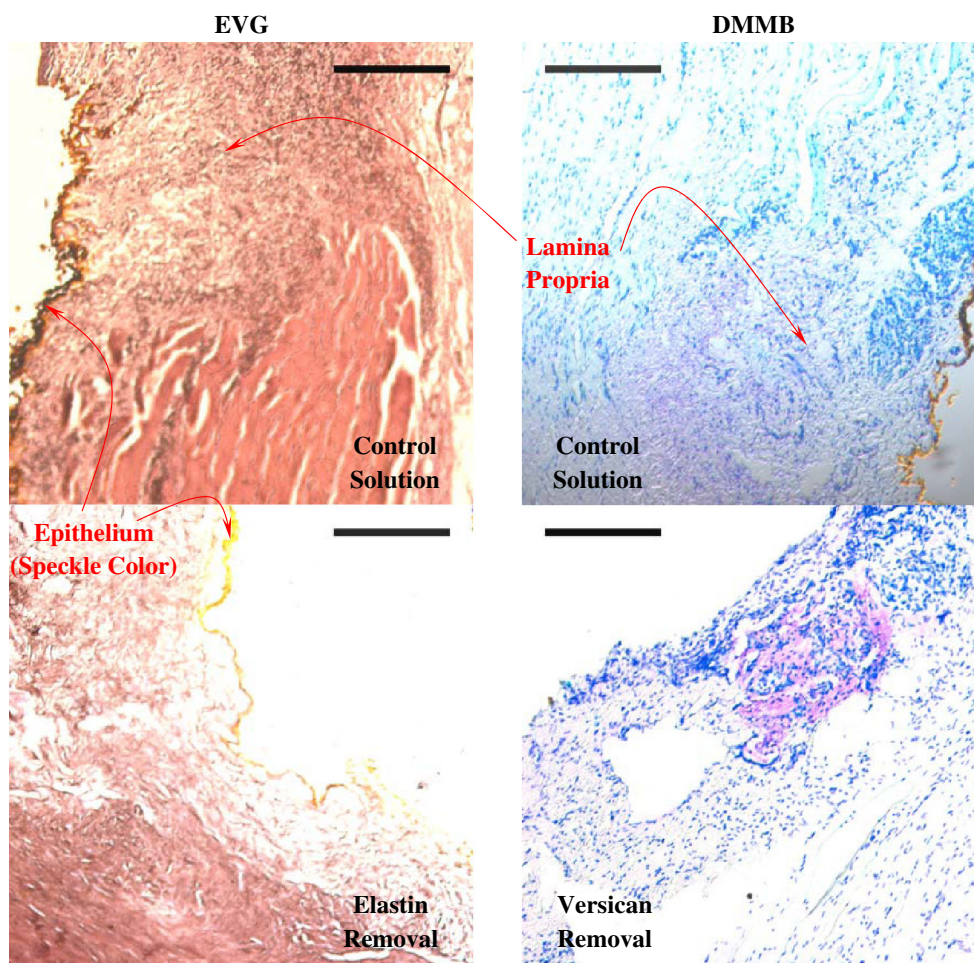 EVG
DMMB
Lamina
Propria
Control
Solution
Control
Solution
Epithelium
(Speckle Color)
Elastin
Removal
Versican
Removal